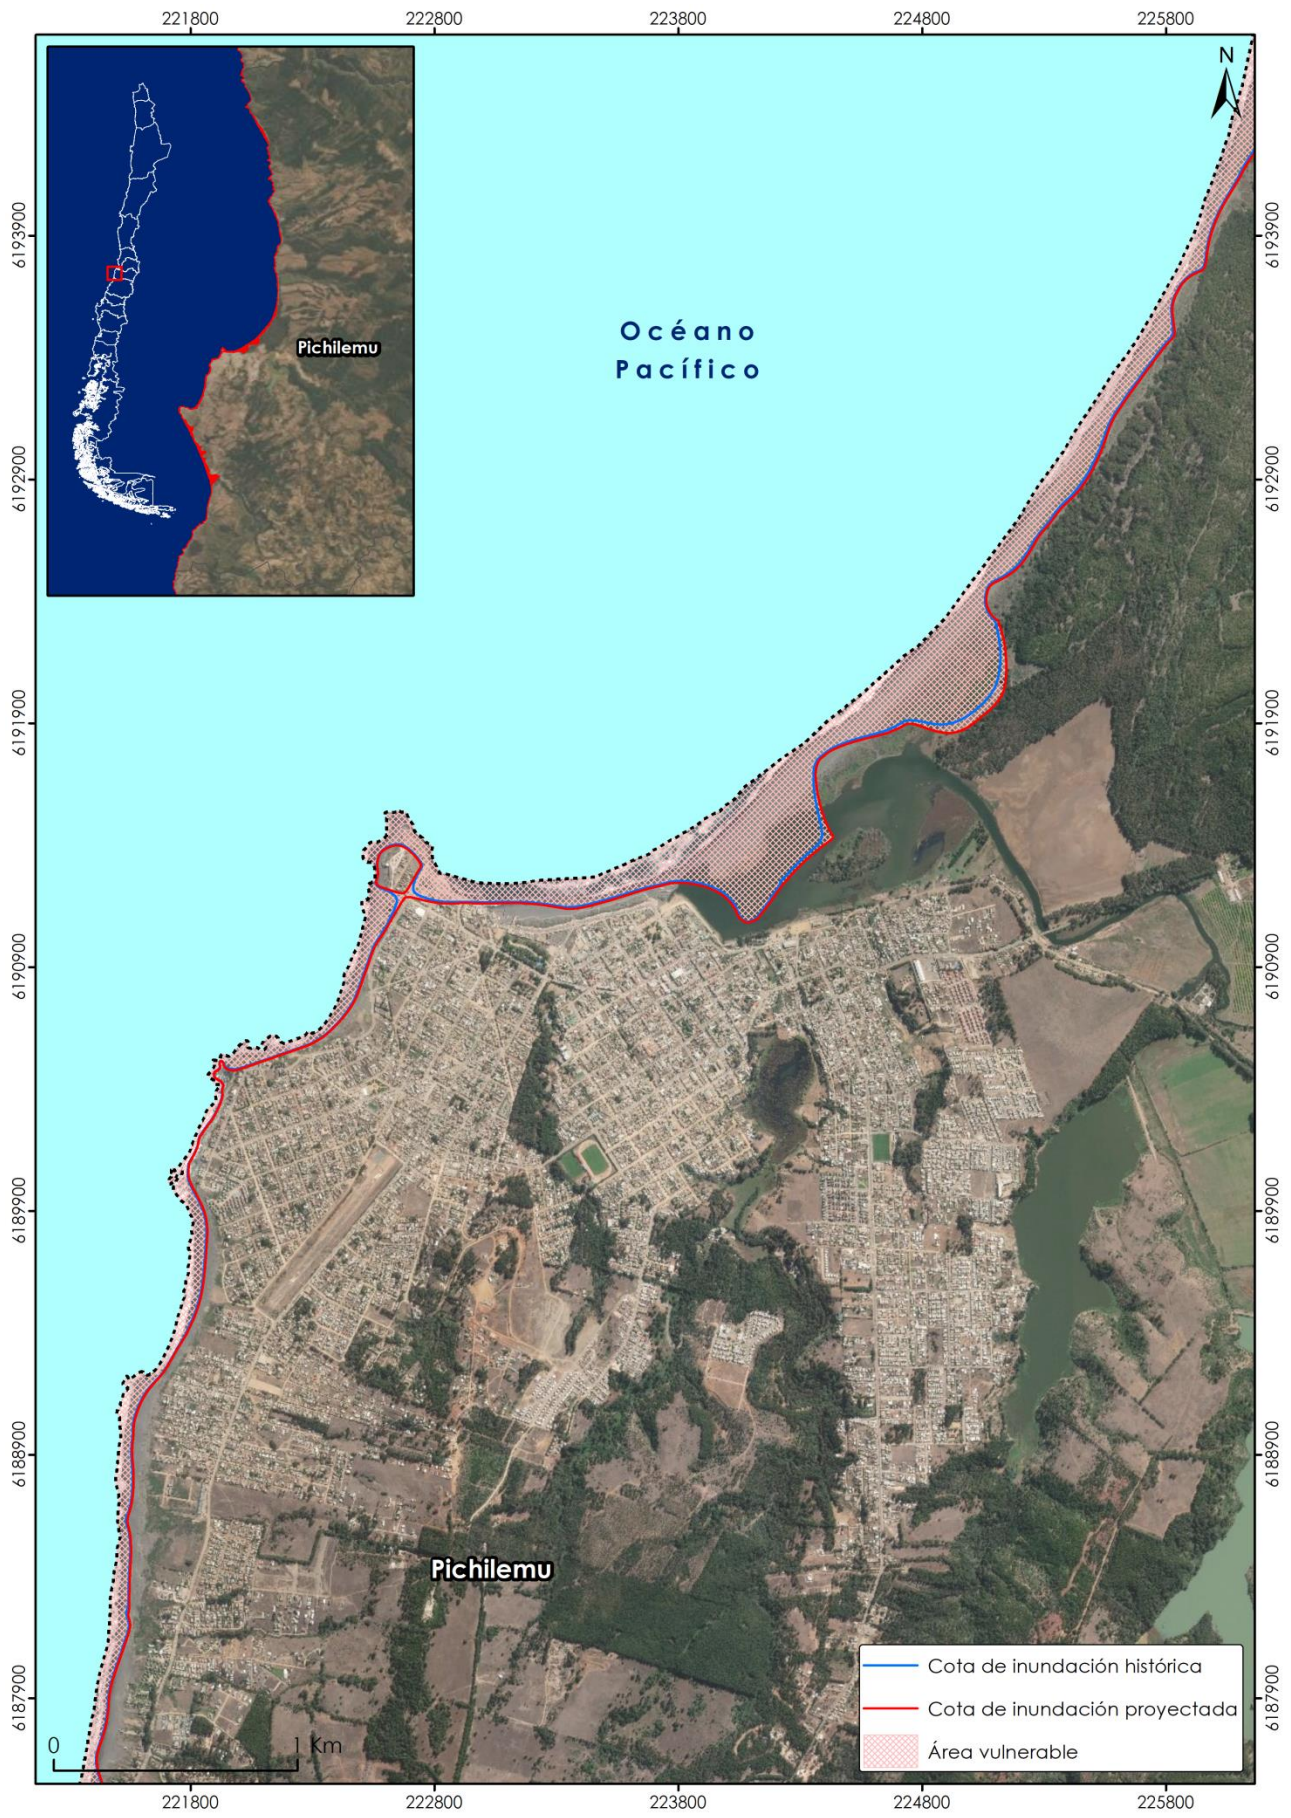 221800
222800
223800
224800
225800
N
Pichilemu
Océano
Pacífico
6193900
6193900
6192900
6192900
6191900
6191900
6190900
6190900
6189900
6189900
6188900
6188900
6187900
6187900
Pichilemu
0
1 Km
Cota de inundación histórica
Cota de inundación proyectada
Área vulnerable
221800
222800
223800
224800
225800